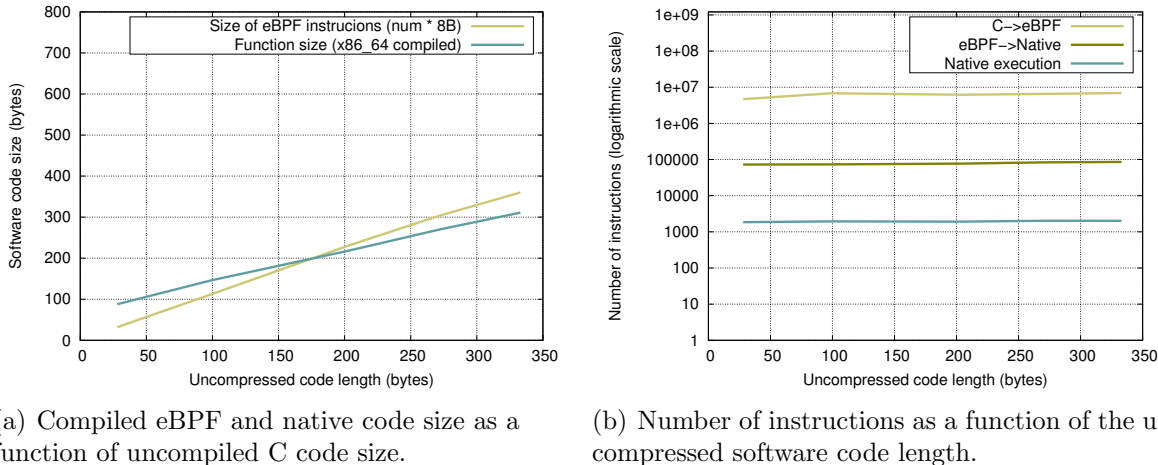 800
700
600
500
400
300
200
100
0
0 50 100 150 200 250 300 350
Software code size (bytes)
Uncompressed code length (bytes)
Size of eBPF instrucions (num * 8B)
Function size (x86_64 compiled)
1e+09
1e+08
1e+07
1e+06
100000
10000
1000
100
10
1
0 50 100 150 200 250 300 350
Number of instructions (logarithmic scale)
Uncompressed code length (bytes)
C->eBPF
eBPF->Native
Native execution
a) Compiled eBPF and native code size as a
unction of uncompiled C code size.
(b) Number of instructions as a function of the u
compressed software code length.